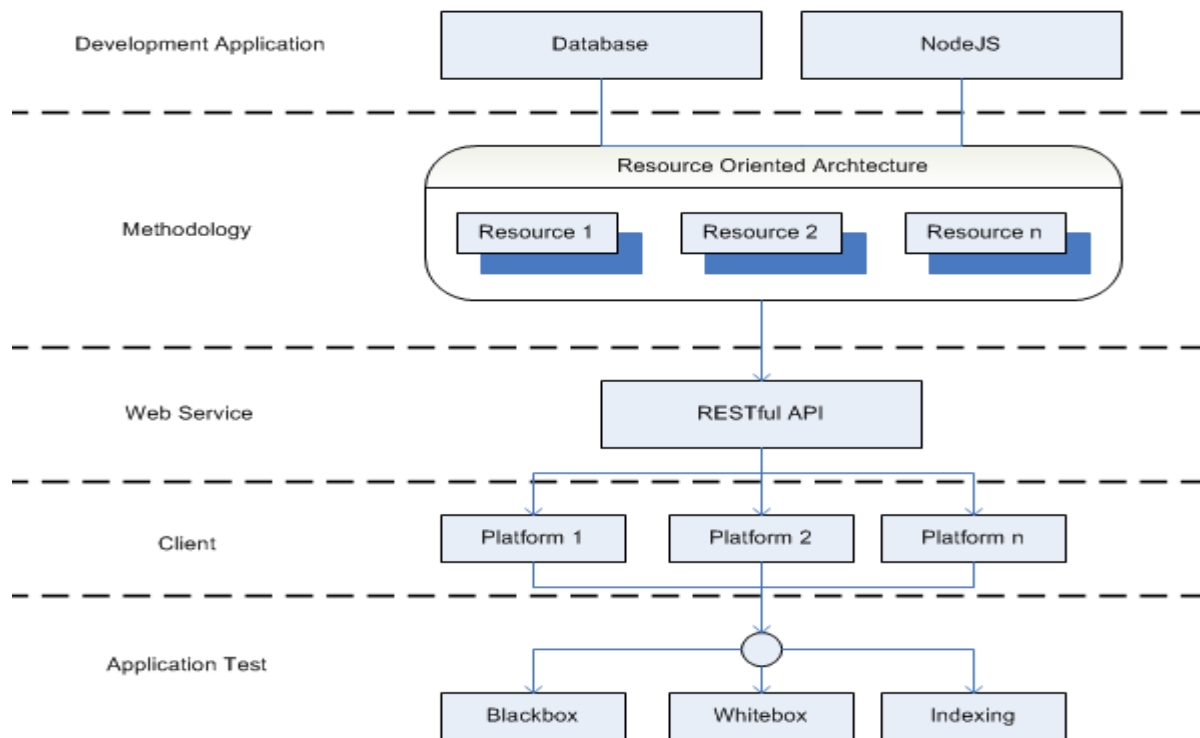 Development Application
Database
NodeJS
Resource Oriented Archtecture
Methodology
Resource 1
Resource 2
Resource n
Web Service
RESTful API
Client
Platform 1
Platform 2
Platform n
Application Test
Blackbox
Whitebox
Indexing